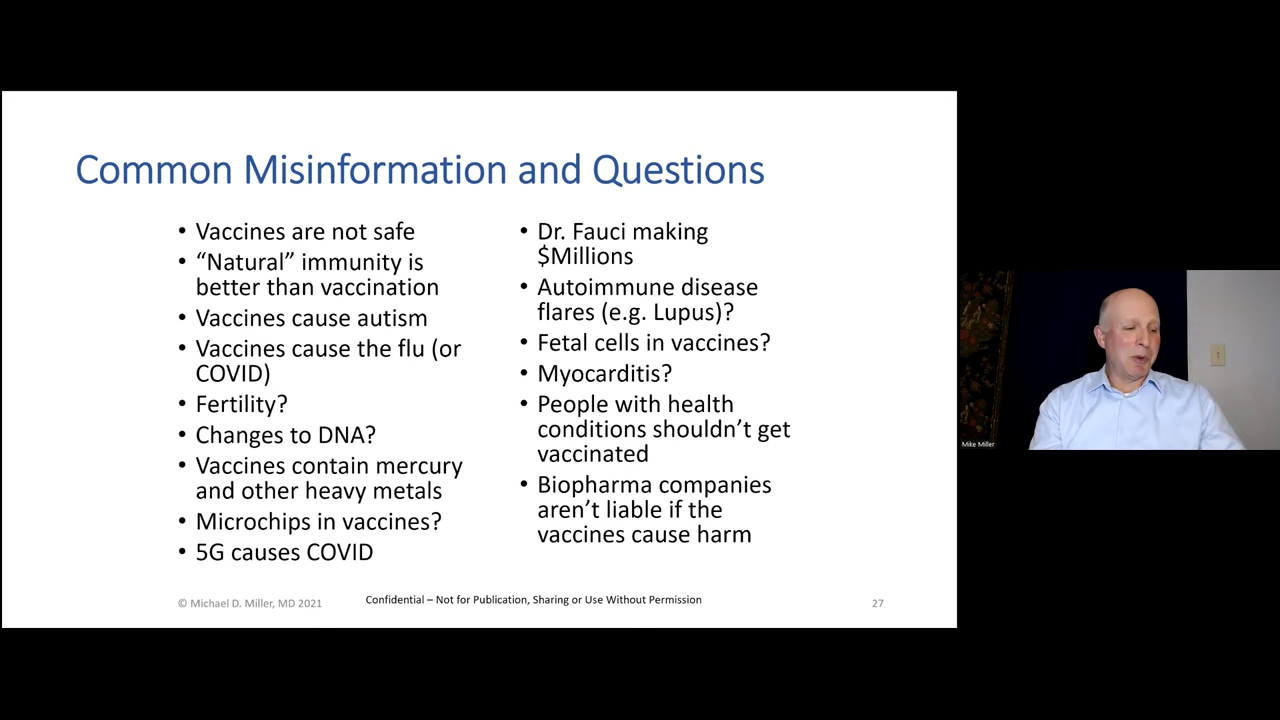 Common Misinformation and Questions
• Vaccines are not safe
• “Natural” immunity is
better than vaccination
• Vaccines cause autism
• Vaccines cause the flu (or
COVID)
• Fertility?
• Changes to DNA?
• Vaccines contain mercury
and other heavy metals
• Microchips in vaccines?
• 5G causes COVID
• Dr. Fauci making
$Millions
• Autoimmune disease
flares (e.g. Lupus)?
• Fetal cells in vaccines?
• Myocarditis?
• People with health
conditions shouldn’t get
vaccinated
• Biopharma companies
aren’t liable if the
vaccines cause harm
© Michael D. Miller, MD 2021
Confidential – Not for Publication, Sharing or Use Without Permission
27
Mike Miller